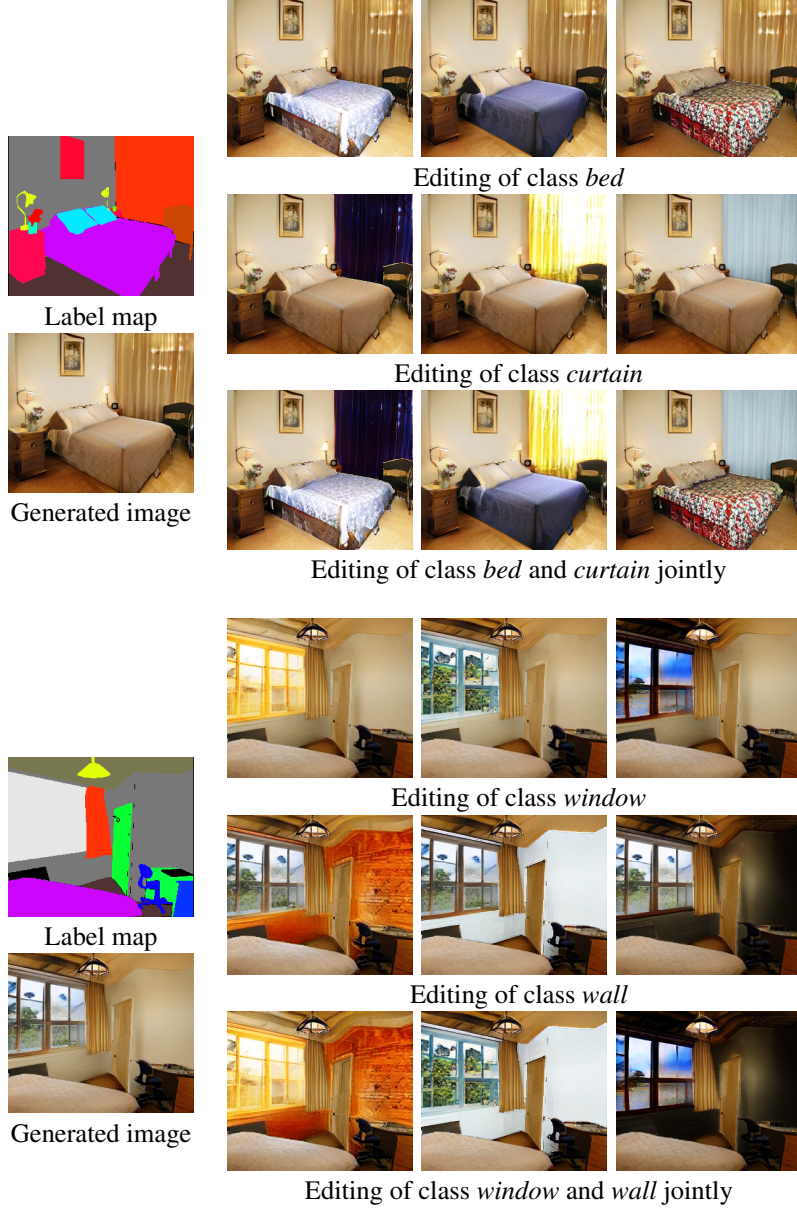 Editing of class bed
Label map
Editing of class curtain
Generated image
Editing of class bed and curtain jointly
Editing of class window
Label map
Editing of class wall
Generated image
Editing of class window and wall jointly